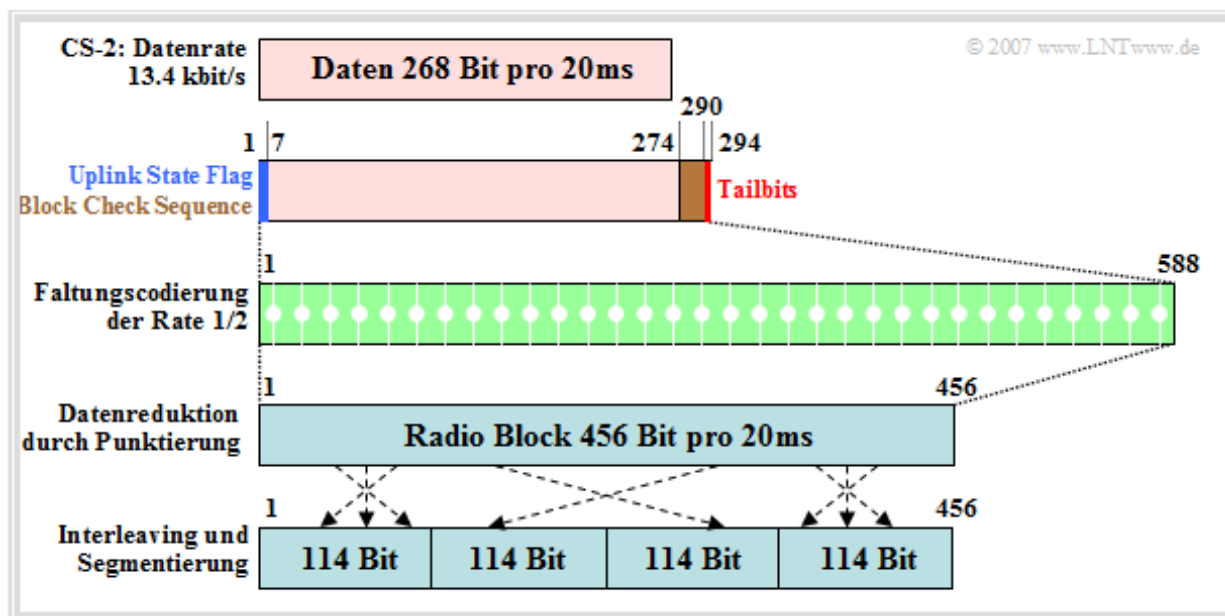 CS-2: Datenrate
13.4 kbit/s
Daten 268 Bit pro 20ms
© 2007 www.LNTwww.de
290
1 7 274 294
Uplink State Flag
Block Check Sequence
Tailbits
1 588
Faltungscodierung
der Rate 1/2
1 456
Datenreduktion
durch Punktierung
Radio Block 456 Bit pro 20ms
1 456
Interleaving und
Segmentierung
114 Bit 114 Bit 114 Bit 114 Bit